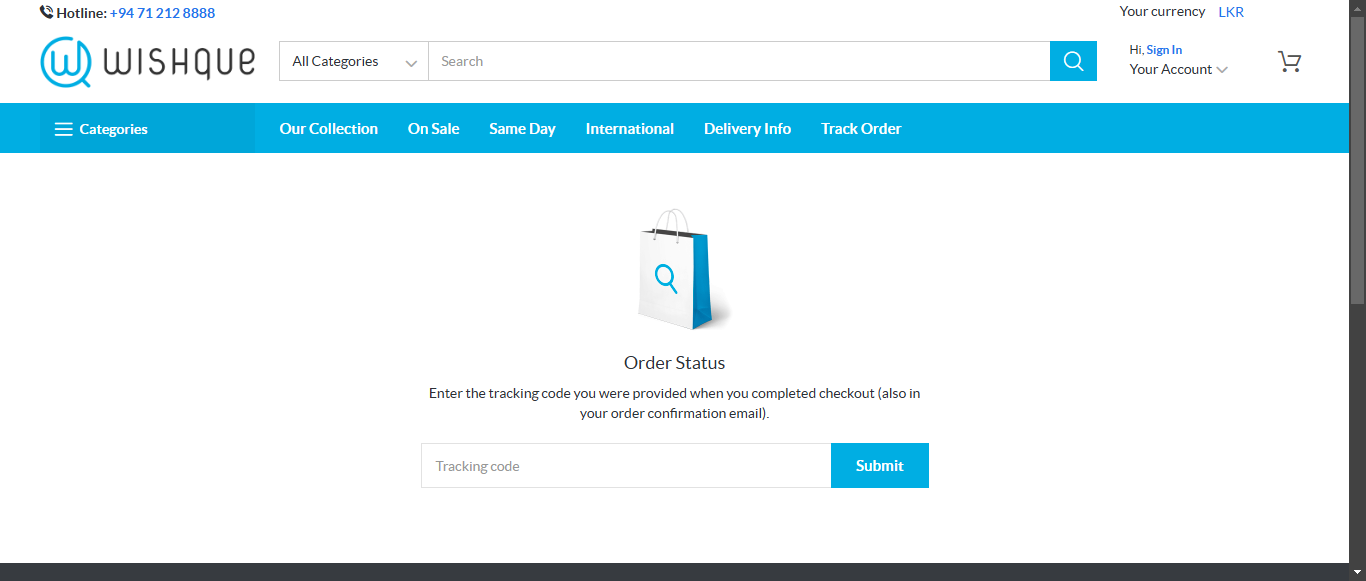 Hotline: +94 71 212 8888
Your currency LKR
WISHQUE
All Categories
Search
Hi, Sign In
Your Account
Categories
Our Collection
On Sale
Same Day
International
Delivery Info
Track Order
Order Status
Enter the tracking code you were provided when you completed checkout (also in
your order confirmation email).
Tracking code
Submit